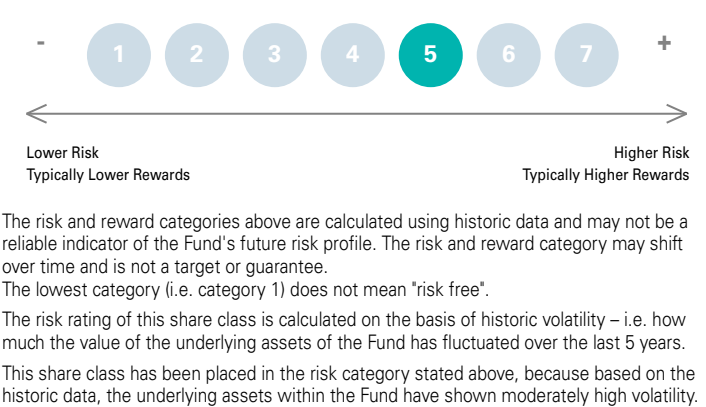 - 1 2 3 4 5 6 7 +
Lower Risk Higher Risk
Typically Lower Rewards Typically Higher Rewards
The risk and reward categories above are calculated using historic data and may not be a
reliable indicator of the Fund's future risk profile. The risk and reward category may shift
over time and is not a target or guarantee.
The lowest category (i.e. category 1) does not mean "risk free".
The risk rating of this share class is calculated on the basis of historic volatility – i.e. how
much the value of the underlying assets of the Fund has fluctuated over the last 5 years.
This share class has been placed in the risk category stated above, because based on the
historic data, the underlying assets within the Fund have shown moderately high volatility.